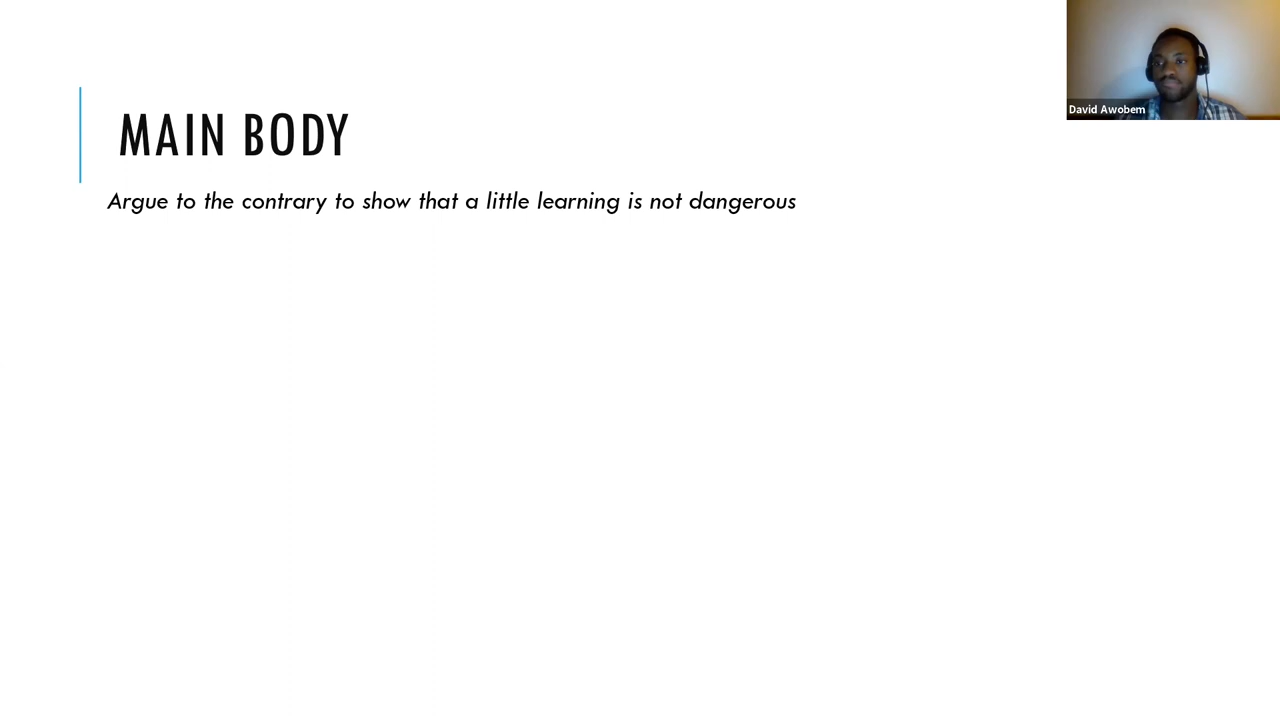 MAIN BODY
Argue to the contrary to show that a little learning is not dangerous
David Awobem